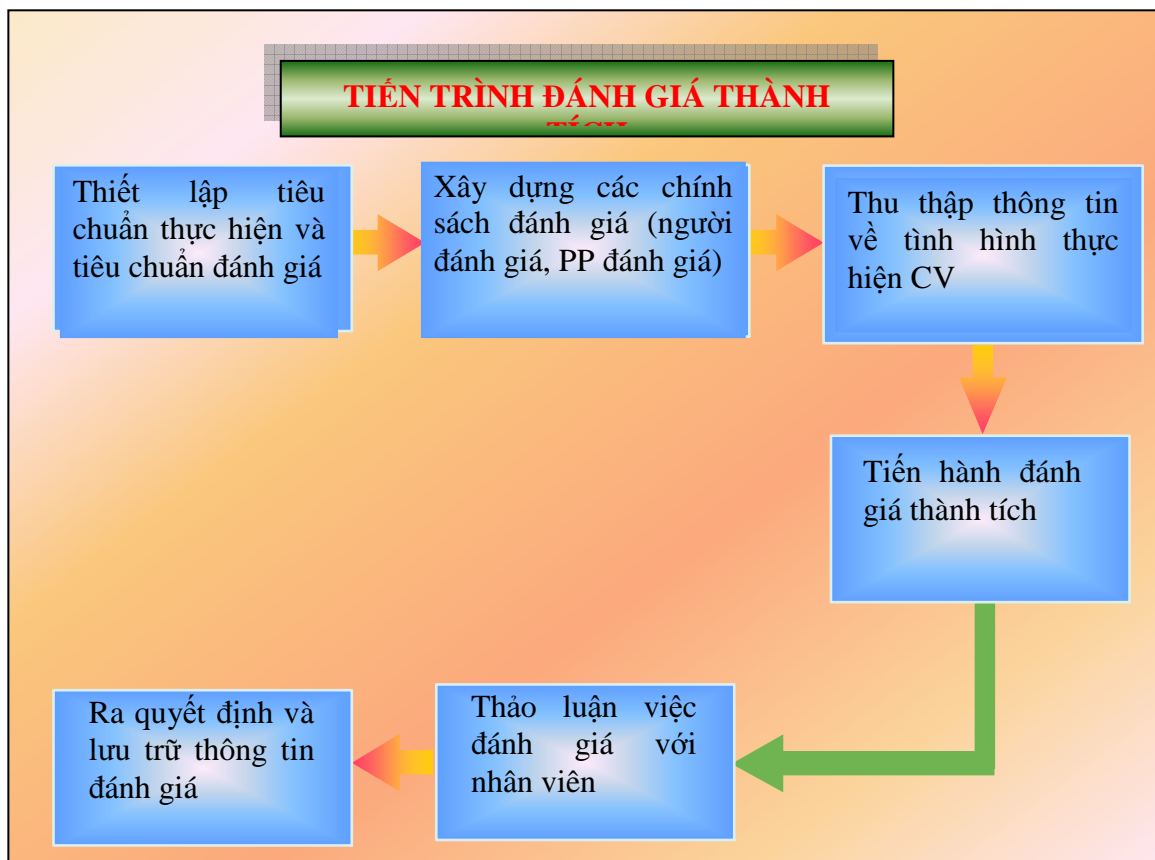 TIẾN TRÌNH ĐÁNH GIÁ THÀNH
TÍCH
Thiết lập tiêu
chuẩn thực hiện và
tiêu chuẩn đánh giá
Xây dựng các chính
sách đánh giá (người
đánh giá, PP đánh giá)
Thu thập thông tin
về tình hình thực
hiện CV
Tiến hành đánh
giá thành tích
Thảo luận việc
đánh giá với
nhân viên
Ra quyết định và
lưu trữ thông tin
đánh giá